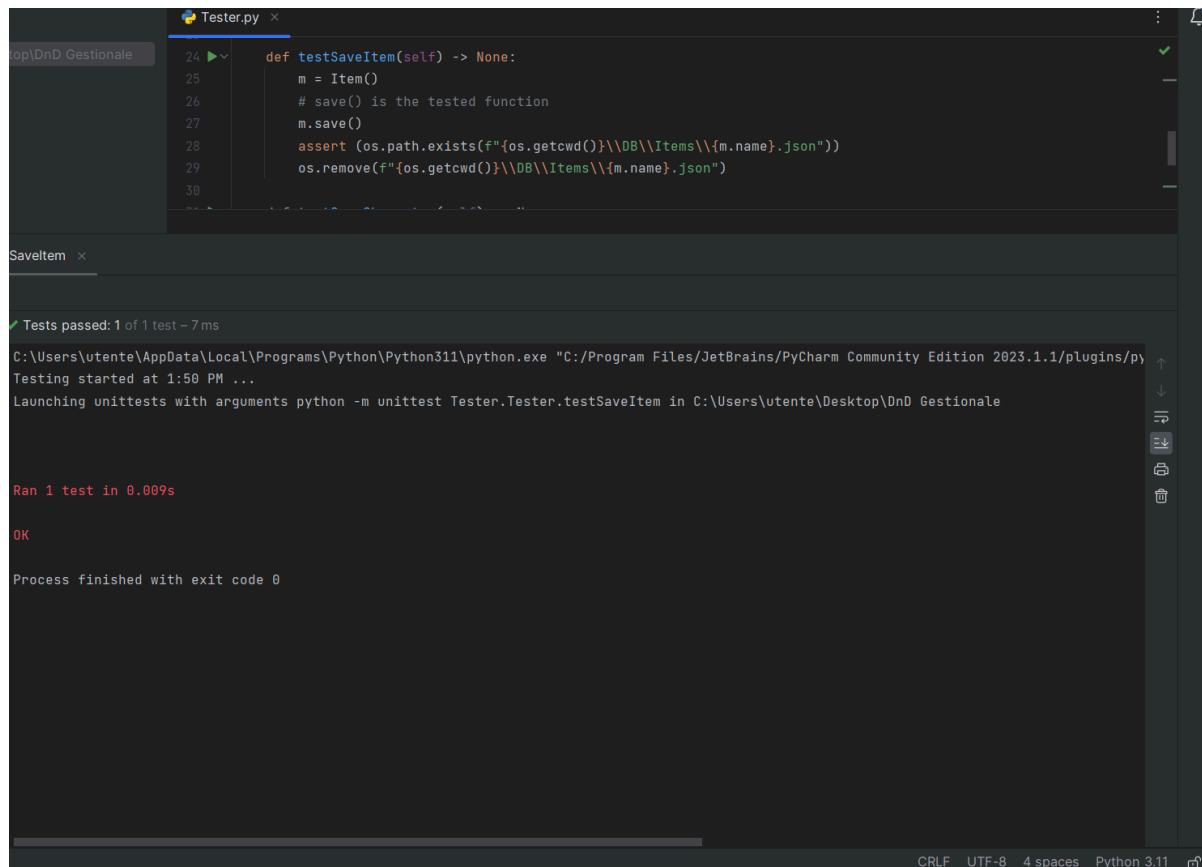 Tester.py
top\DnD Gestionale
24 def testSaveItem(self) -> None:
25 m = Item()
26 # save() is the tested function
27 m.save()
28 assert (os.path.exists(f"{os.getcwd()}\\DB\\Items\\{m.name}.json"))
29 os.remove(f"{os.getcwd()}\\DB\\Items\\{m.name}.json")
30
SaveItem
Tests passed: 1 of 1 test – 7 ms
C:\Users\utente\AppData\Local\Programs\Python\Python311\python.exe "C:/Program Files/JetBrains/PyCharm Community Edition 2023.1.1/plugins/py
Testing started at 1:50 PM ...
Launching unittests with arguments python -m unittest Tester.Tester.testSaveItem in C:\Users\utente\Desktop\DnD Gestionale
Ran 1 test in 0.009s
OK
Process finished with exit code 0
CRLF UTF-8 4 spaces Python 3.11